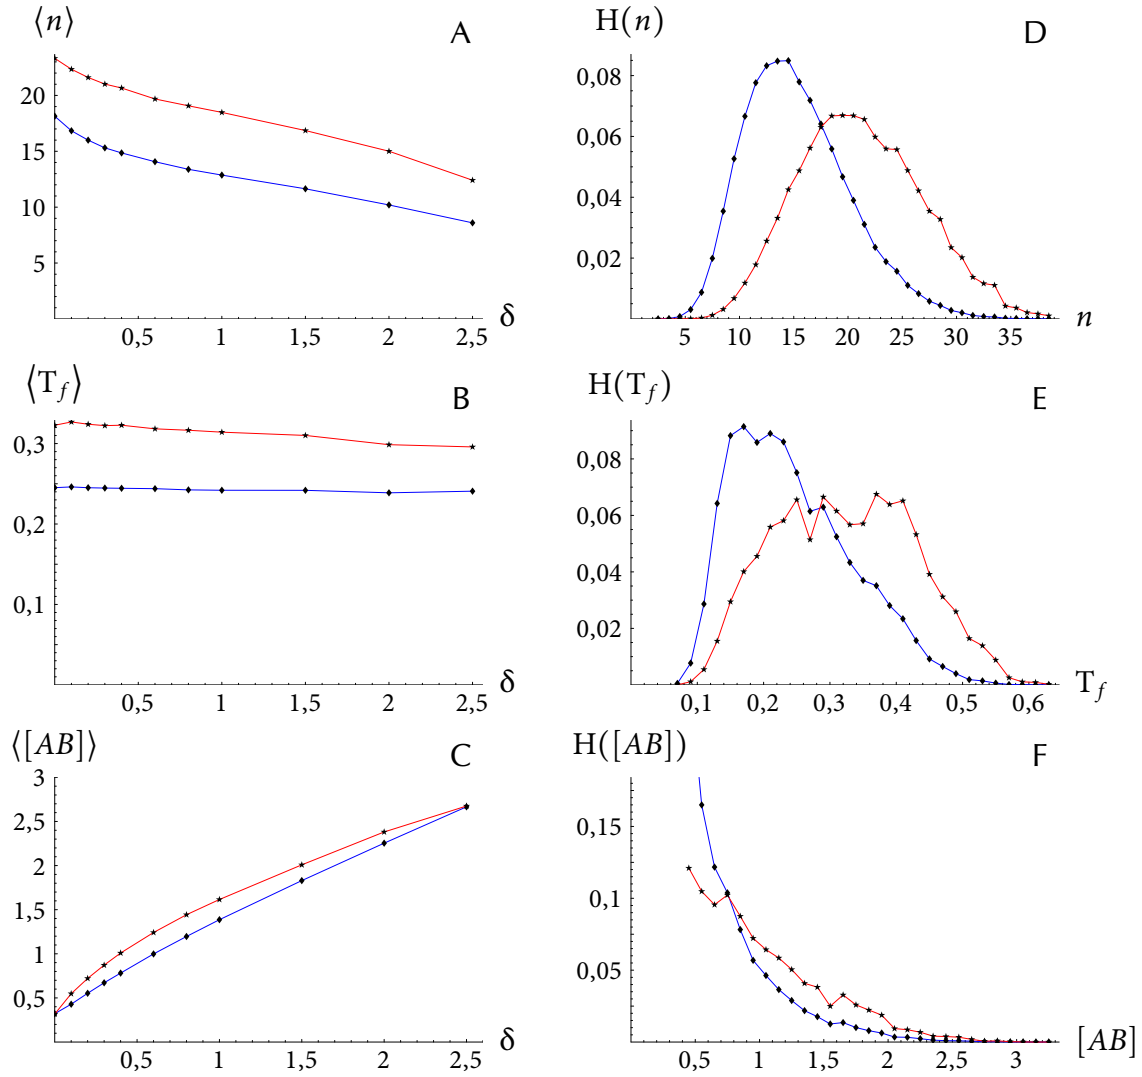 ⟨n⟩
A
20
15
10
5
0,5 1 1,5 2 2,5 δ
H(n)
D
0,08
0,06
0,04
0,02
5 10 15 20 25 30 35 n
⟨T_f⟩
B
0,3
0,2
0,1
0,5 1 1,5 2 2,5 δ
H(T_f)
E
0,08
0,06
0,04
0,02
0,1 0,2 0,3 0,4 0,5 0,6 T_f
⟨[AB]⟩
C
3
2,5
2
1,5
1
0,5
0,5 1 1,5 2 2,5 δ
H([AB])
F
0,15
0,1
0,05
0,5 1 1,5 2 2,5 3 [AB]